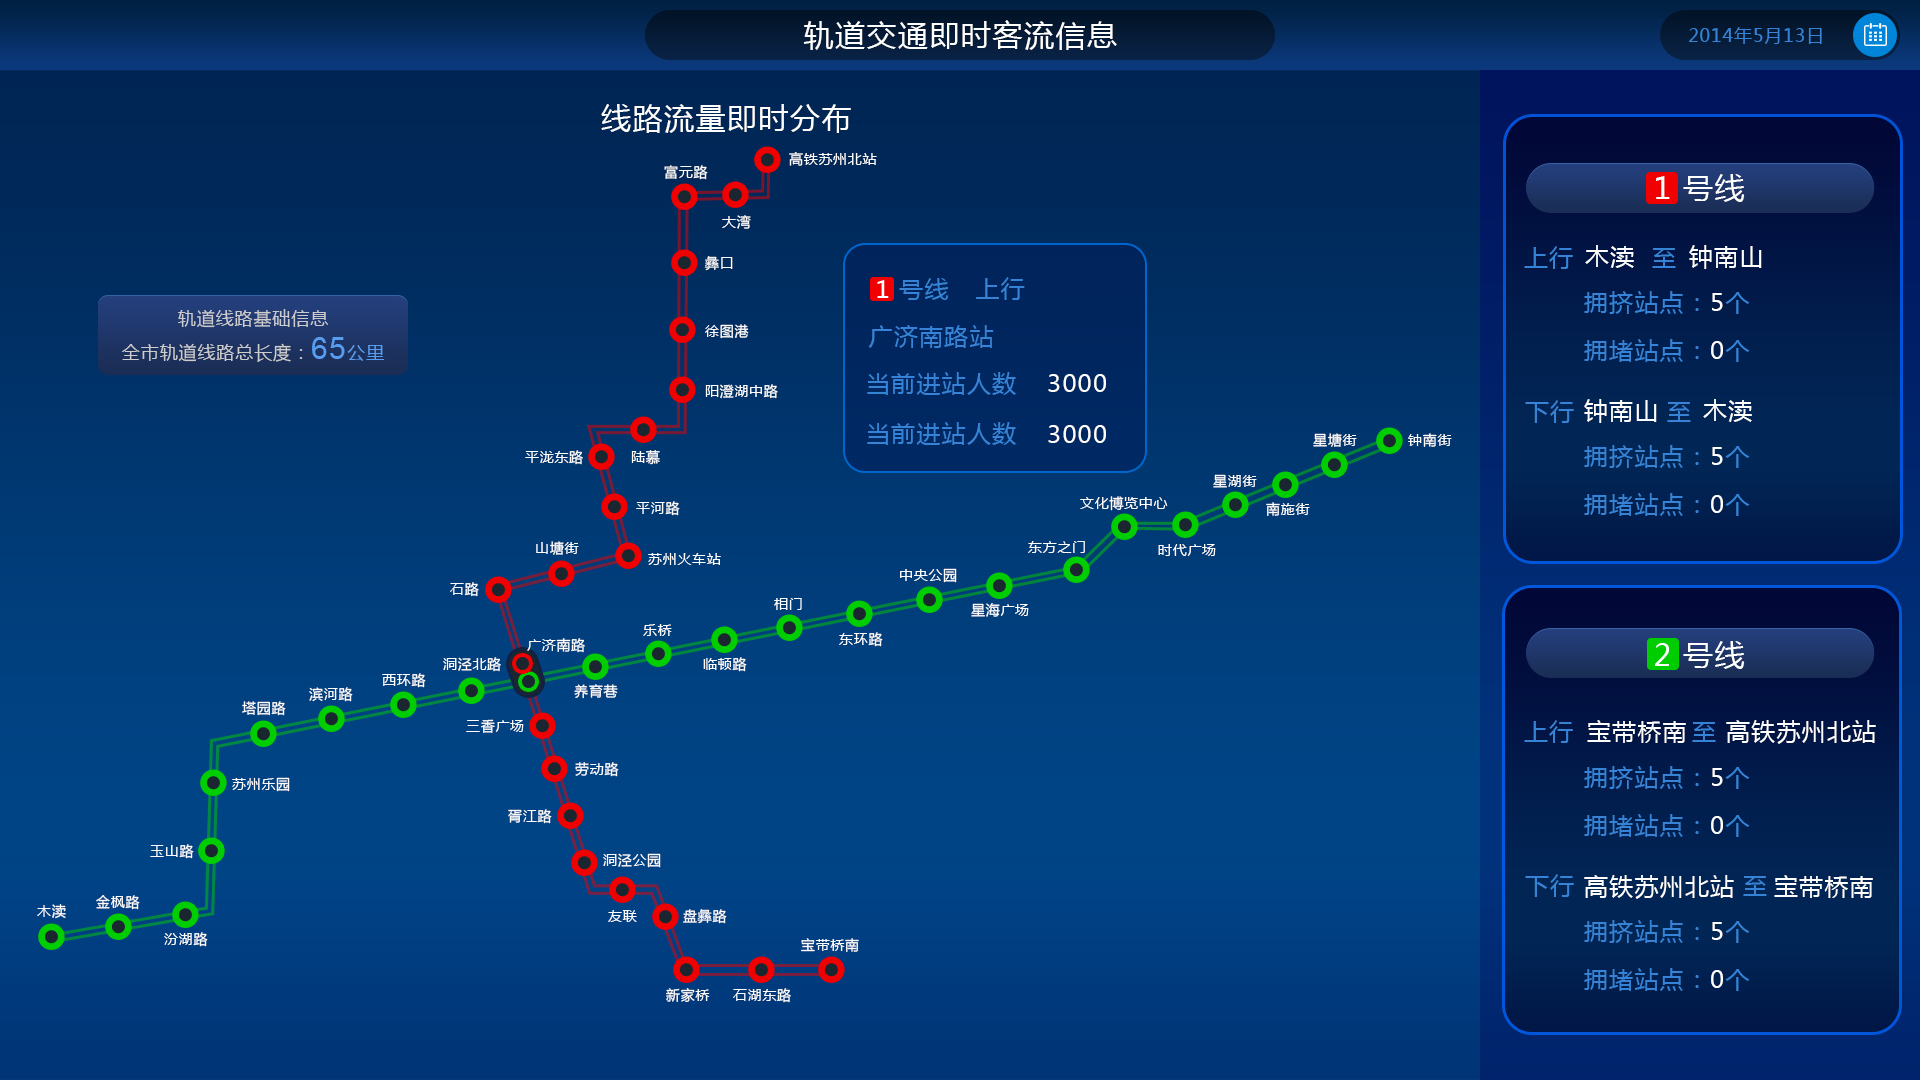 轨道交通即时客流信息
2014年5月13日
线路流量即时分布
轨道线路基础信息
全市轨道线路总长度：65公里
高铁苏州北站
富元路
大湾
蠡口
徐图港
阳澄湖中路
平泷东路
陆慕
平河路
山塘街
苏州火车站
石路
广济南路
三香广场
劳动路
胥江路
洞泾公园
友联
盘蠡路
新家桥
石湖东路
宝带桥南
木渎
金枫路
汾湖路
玉山路
苏州乐园
塔园路
滨河路
西环路
洞泾北路
养育巷
乐桥
临顿路
相门
东环路
中央公园
星海广场
东方之门
文化博览中心
时代广场
星湖街
南施街
星塘街
钟南街
1 号线 上行
广济南路站
当前进站人数 3000
当前进站人数 3000
1 号线
上行 木渎 至 钟南山
拥挤站点：5个
拥堵站点：0个
下行 钟南山 至 木渎
拥挤站点：5个
拥堵站点：0个
2 号线
上行 宝带桥南 至 高铁苏州北站
拥挤站点：5个
拥堵站点：0个
下行 高铁苏州北站 至 宝带桥南
拥挤站点：5个
拥堵站点：0个